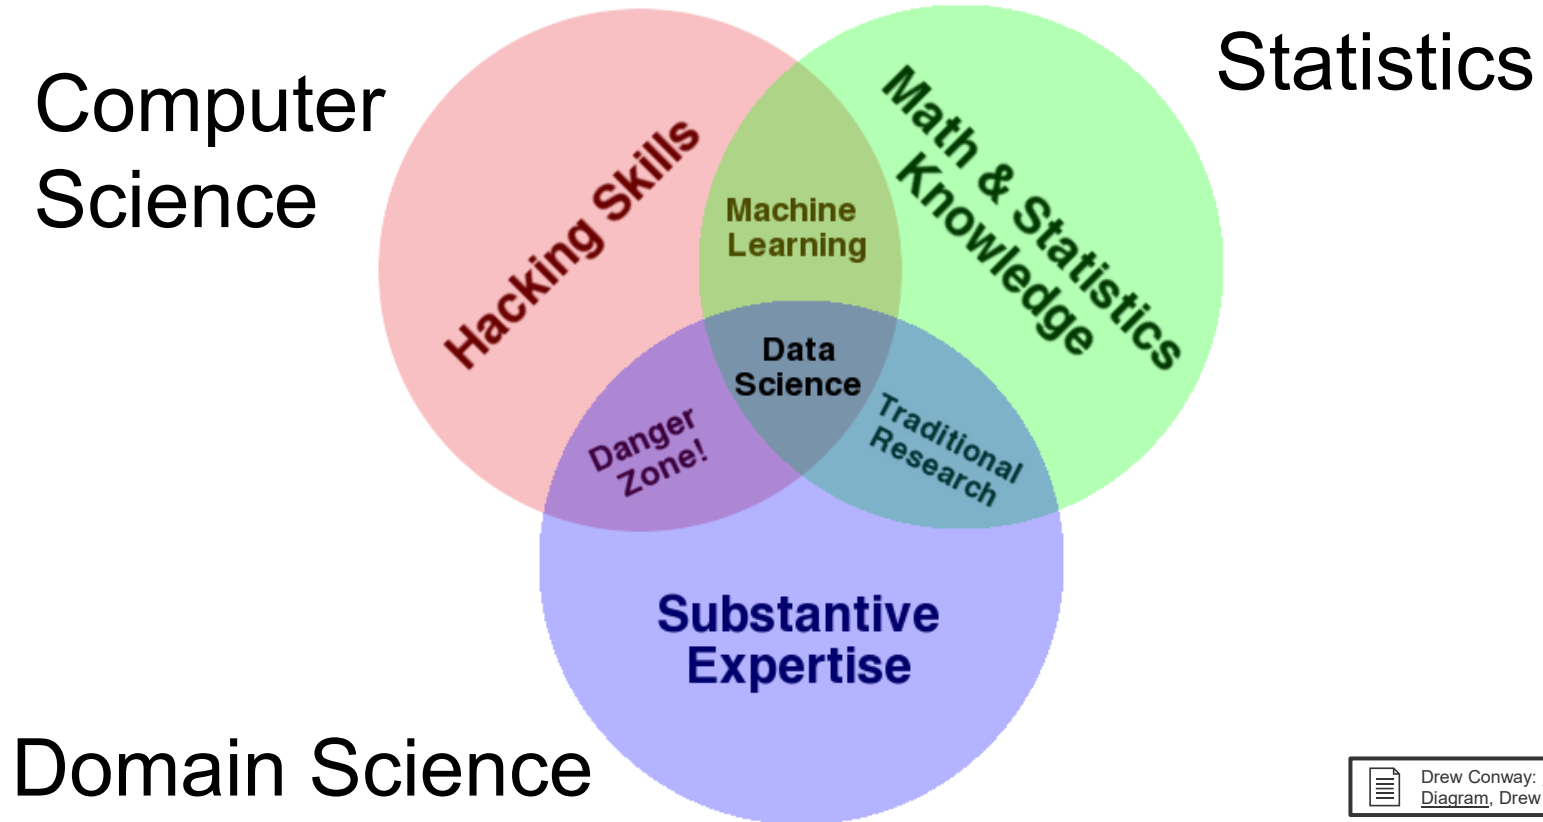 Computer
Science
Statistics
Hacking Skills
Math & Statistics
Knowledge
Machine
Learning
Data
Science
Danger
Zone!
Traditional
Research
Substantive
Expertise
Domain Science
Drew Conway:
Diagram, Drew